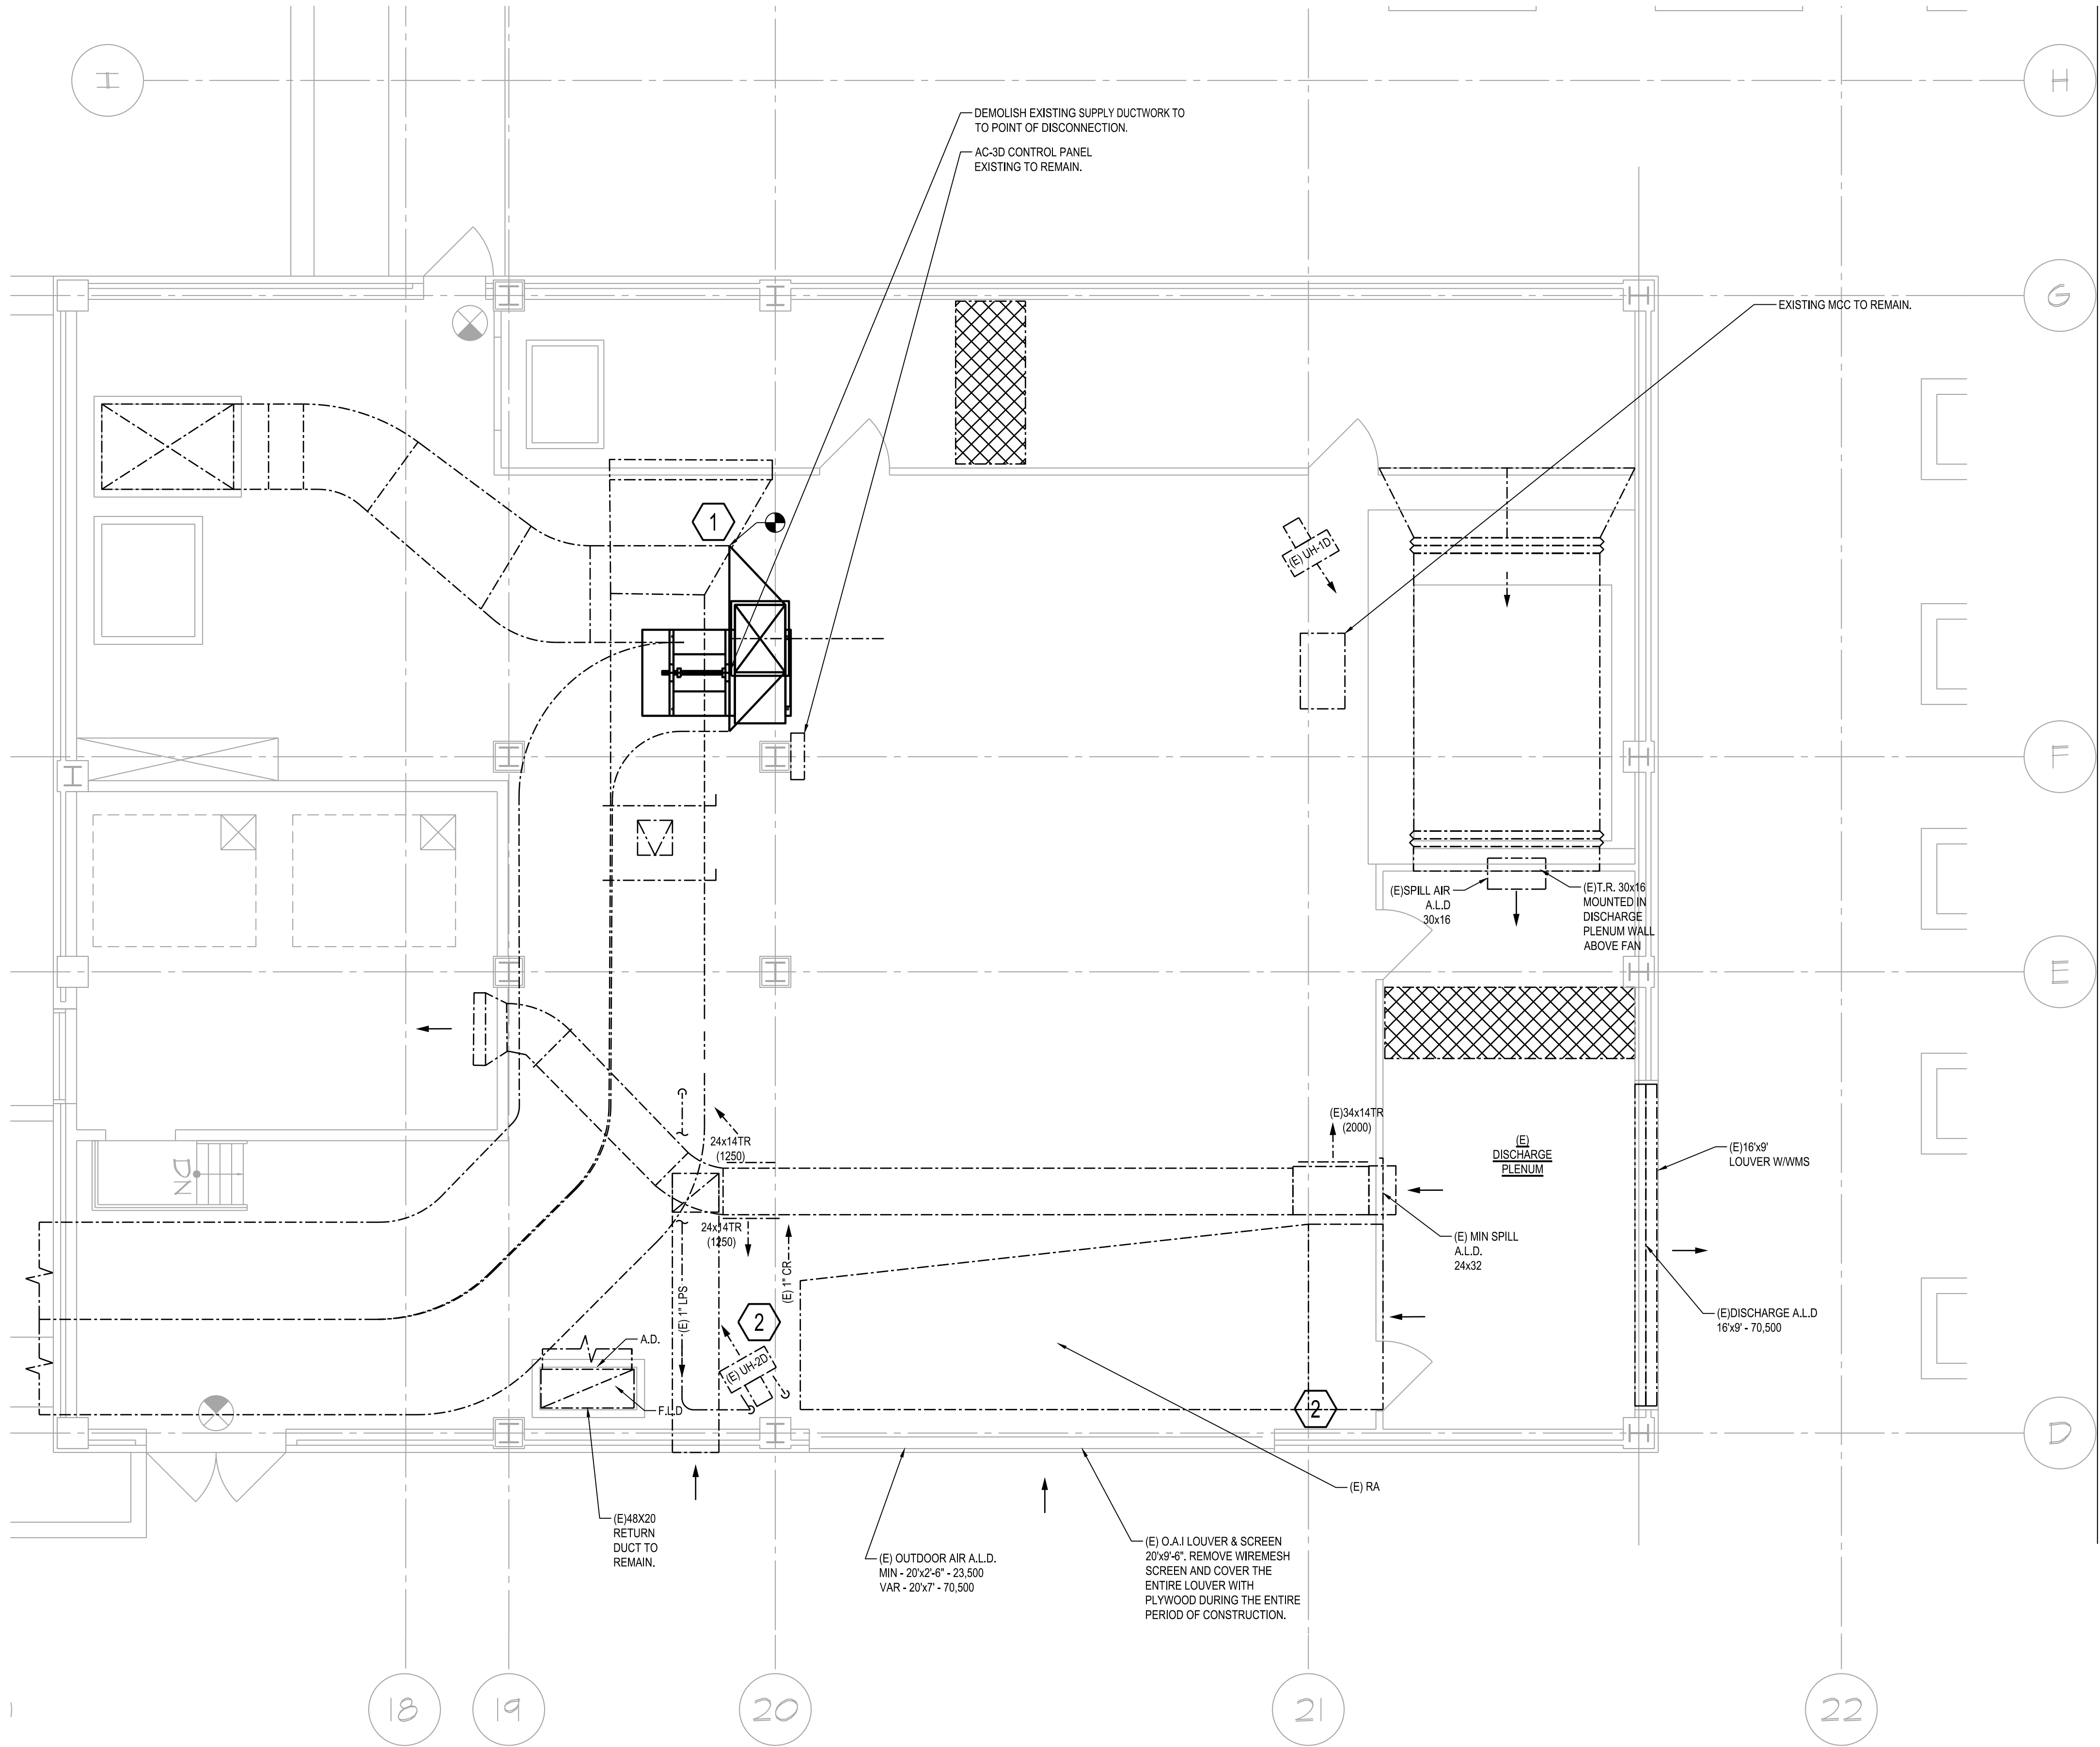 I
H
DEMOLISH EXISTING SUPPLY DUCTWORK TO
TO POINT OF DISCONNECTION.
AC-3D CONTROL PANEL
EXISTING TO REMAIN.
G
EXISTING MCC TO REMAIN.
1
(E) UH-1D
F
(E)SPILL AIR
A.L.D
30x16
(E)T.R. 30x16
MOUNTED IN
DISCHARGE
PLENUM WALL
ABOVE FAN
E
(E)34x14TR
(2000)
24x14TR
(1250)
(E)
DISCHARGE
PLENUM
(E)16'x9'
LOUVER W/WMS
DN
24x14TR
(1250)
(E) MIN SPILL
A.L.D.
24x32
(E) 1" LPS
(E) 1" CR
2
(E)DISCHARGE A.L.D
16'x9' - 70,500
A.D.
(E) UH-2D
F.L.D
2
D
(E) RA
(E)48X20
RETURN
DUCT TO
REMAIN.
(E) OUTDOOR AIR A.L.D.
MIN - 20'x2'-6" - 23,500
VAR - 20'x7' - 70,500
(E) O.A.I LOUVER & SCREEN
20'x9'-6". REMOVE WIREMESH
SCREEN AND COVER THE
ENTIRE LOUVER WITH
PLYWOOD DURING THE ENTIRE
PERIOD OF CONSTRUCTION.
18
19
20
21
22